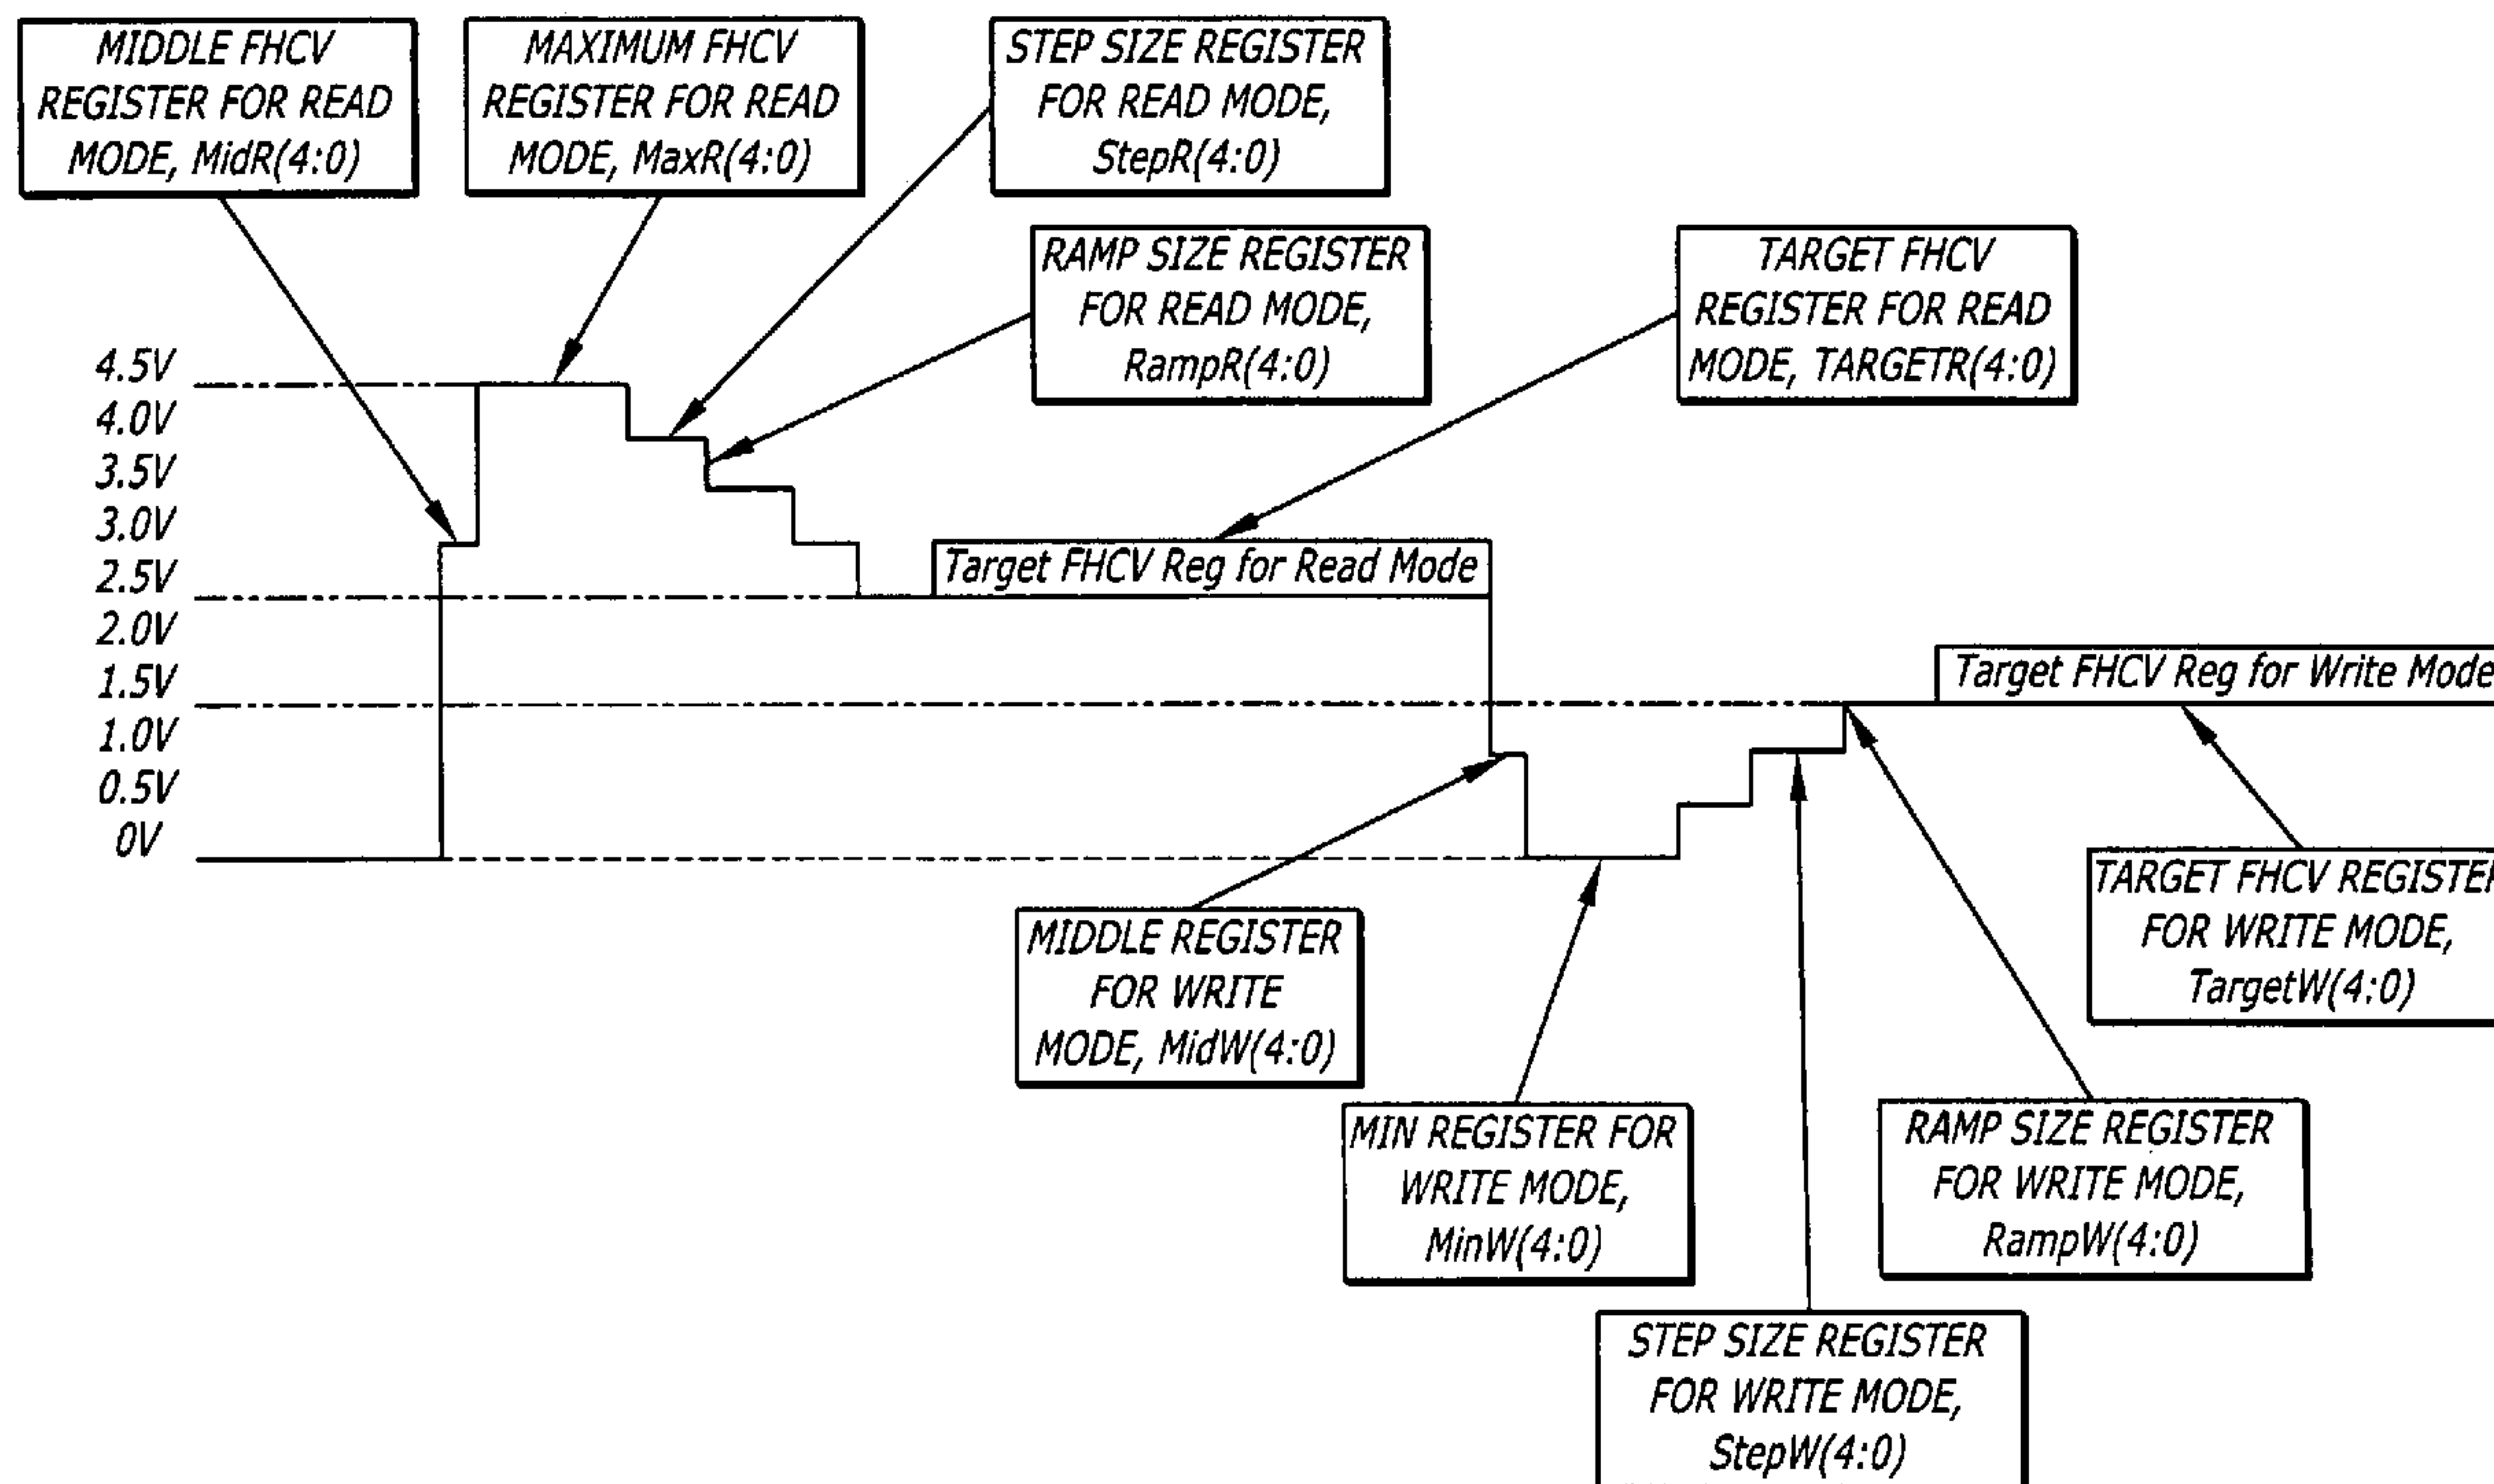 MIDDLE FHCV
REGISTER FOR READ
MODE, MidR(4:0)
MAXIMUM FHCV
REGISTER FOR READ
MODE, MaxR(4:0)
STEP SIZE REGISTER
FOR READ MODE,
StepR(4:0)
RAMP SIZE REGISTER
FOR READ MODE,
RampR(4:0)
TARGET FHCV
REGISTER FOR READ
MODE, TARGETR(4:0)
4.5V
4.0V
3.5V
3.0V
2.5V
2.0V
1.5V
1.0V
0.5V
0V
Target FHCV Reg for Read Mode
Target FHCV Reg for Write Mode
MIDDLE REGISTER
FOR WRITE
MODE, MidW(4:0)
MIN REGISTER FOR
WRITE MODE,
MinW(4:0)
TARGET FHCV REGISTER
FOR WRITE MODE,
TargetW(4:0)
RAMP SIZE REGISTER
FOR WRITE MODE,
RampW(4:0)
STEP SIZE REGISTER
FOR WRITE MODE,
StepW(4:0)